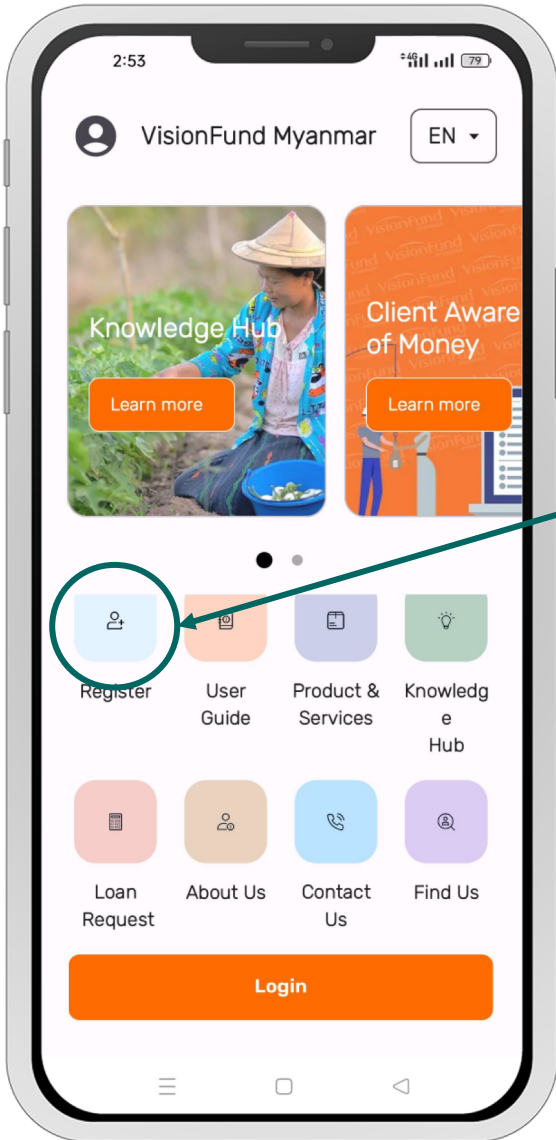 2:53
4G
79
VisionFund Myanmar
EN
Knowledge Hub
Learn more
Client Aware
of Money
Learn more
Register
User
Guide
Product &
Services
Knowledg
e
Hub
Loan
Request
About Us
Contact
Us
Find Us
Login